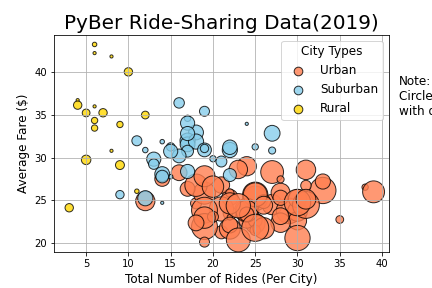 PyBer Ride-Sharing Data(2019)
City Types
Urban
Suburban
Rural
Note:
Circle
with d
Average Fare ($)
40
35
30
25
20
5
10
15
20
25
30
35
40
Total Number of Rides (Per City)